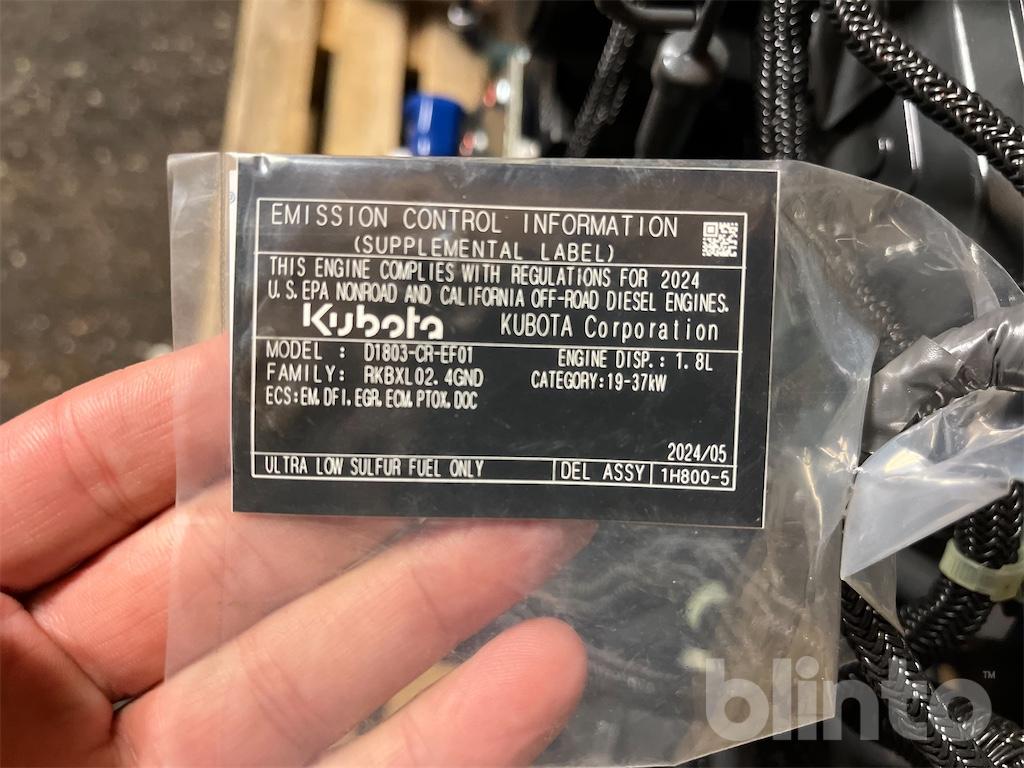 EMISSION CONTROL INFORMATION
(SUPPLEMENTAL LABEL)
THIS ENGINE COMPLIES WITH REGULATIONS FOR 2024
U.S.EPA NONROAD AND CALIFORNIA OFF-ROAD DIESEL ENGINES.
Kubota KUBOTA Corporation
MODEL : D1803-CR-EF01 ENGINE DISP.: 1.8L
FAMILY: RKBXL02.4GND CATEGORY:19-37kW
ECS:EM,DFI,EGR,ECM,PTOX,DOC
2024/05
ULTRA LOW SULFUR FUEL ONLY DEL ASSY 1H800-5
blinto™